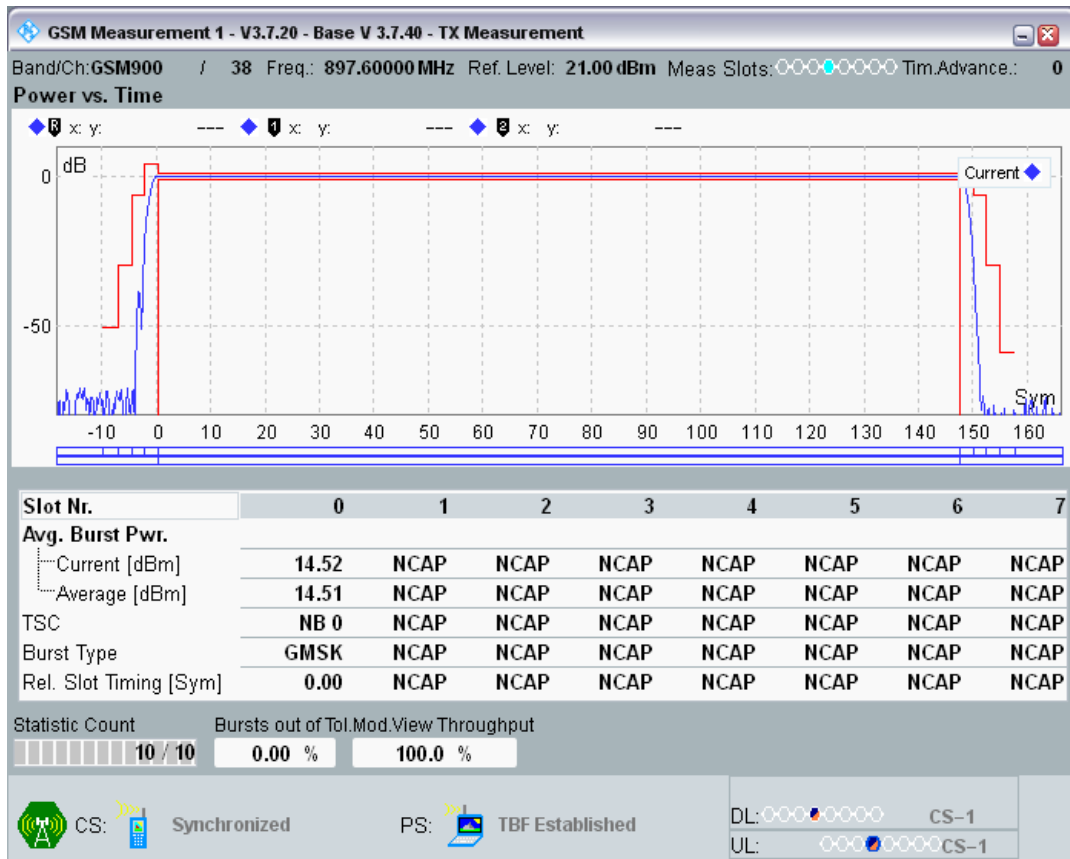 GSM Measurement 1 - V3.7.20 - Base V 3.7.40 - TX Measurement
Band/Ch:GSM900 / 38 Freq.: 897.60000 MHz Ref. Level: 21.00 dBm Meas Slots: Tim.Advance.: 0
Power vs. Time
R x: y: --- 1 x: y: --- 2 x: y: ---
dB
Current
0
-50
Sym
-10 0 10 20 30 40 50 60 70 80 90 100 110 120 130 140 150 160
Slot Nr. 0 1 2 3 4 5 6 7
Avg. Burst Pwr.
Current [dBm] 14.52 NCAP NCAP NCAP NCAP NCAP NCAP NCAP
Average [dBm] 14.51 NCAP NCAP NCAP NCAP NCAP NCAP NCAP
TSC NB 0 NCAP NCAP NCAP NCAP NCAP NCAP NCAP
Burst Type GMSK NCAP NCAP NCAP NCAP NCAP NCAP NCAP
Rel. Slot Timing [Sym] 0.00 NCAP NCAP NCAP NCAP NCAP NCAP NCAP
Statistic Count Bursts out of Tol.Mod.View Throughput
10 / 10 0.00 % 100.0 %
CS: Synchronized PS: TBF Established DL: CS-1
UL: CS-1